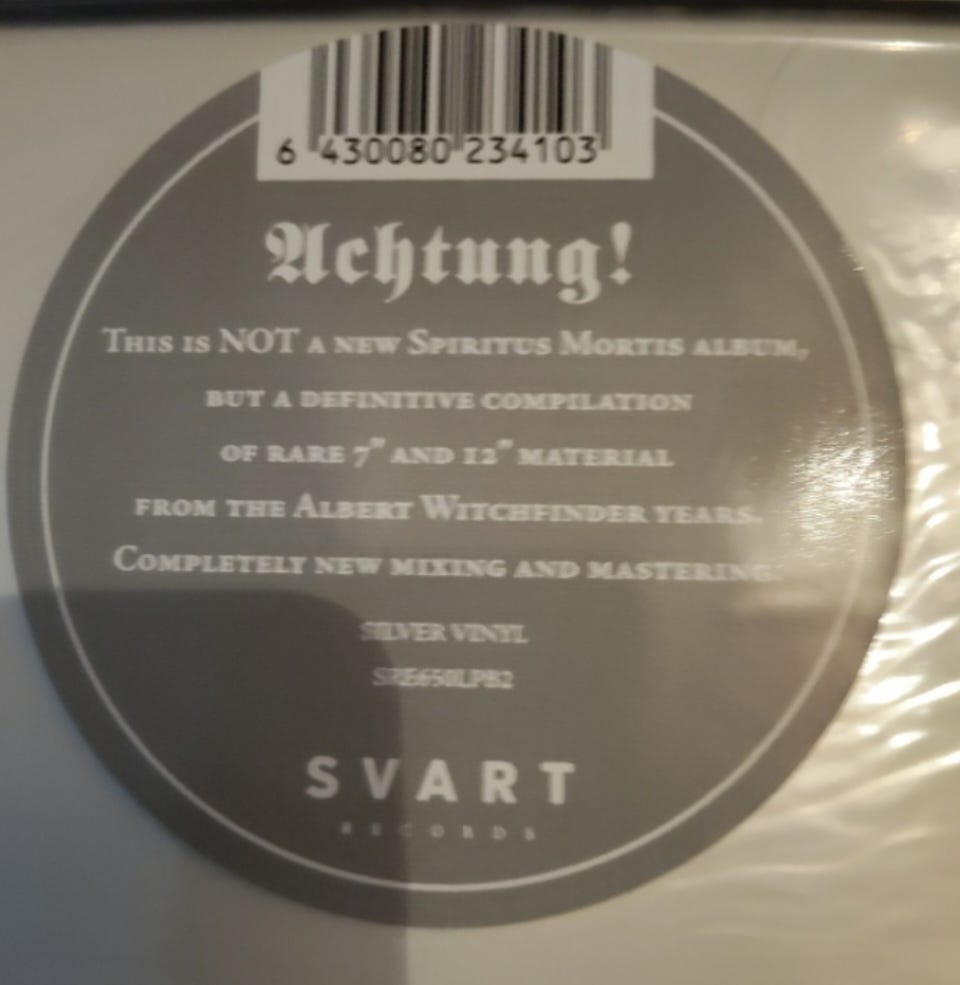 6 430080 234103
Achtung!
This is NOT a new Spiritus Mortis album,
but a definitive compilation
of rare 7" and 12" material
from the Albert Witchfinder years.
Completely new mixing and mastering.
SILVER VINYL
SRE650LPB2
SVART
RECORDS